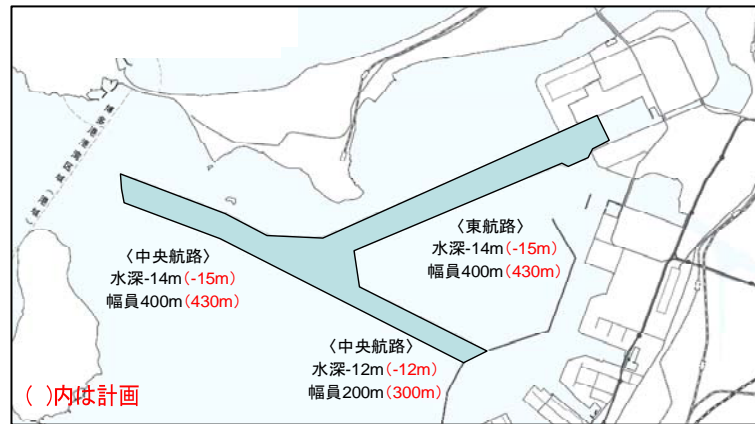 〈中央航路〉
水深-14m(-15m)
幅員400m(430m)
〈東航路〉
水深-14m(-15m)
幅員400m(430m)
〈中央航路〉
水深-12m(-12m)
幅員200m(300m)
( )内は計画